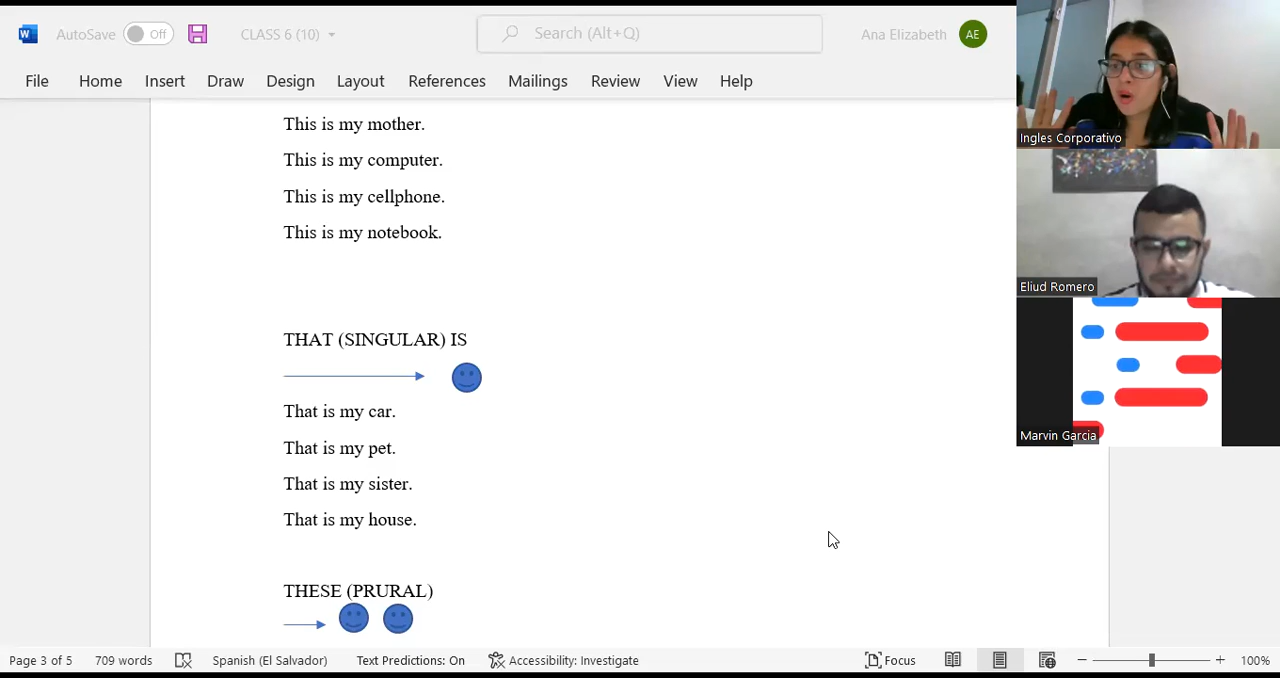 AutoSave Off CLASS 6 (10) Search (Alt+Q) Ana Elizabeth AE
File Home Insert Draw Design Layout References Mailings Review View Help
This is my mother.
This is my computer.
This is my cellphone.
This is my notebook.
THAT (SINGULAR) IS
That is my car.
That is my pet.
That is my sister.
That is my house.
THESE (PRURAL)
Ingles Corporativo
Eliud Romero
Marvin Garcia
Page 3 of 5 709 words Spanish (El Salvador) Text Predictions: On Accessibility: Investigate Focus 100%